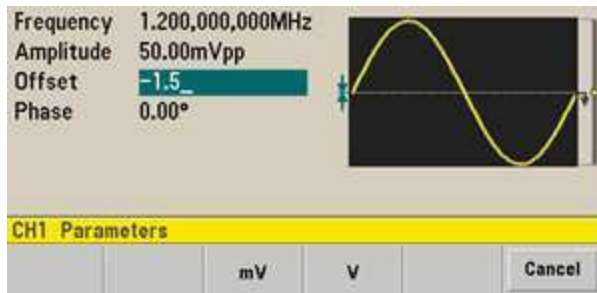 Frequency 1.200,000,000MHz
Amplitude 50.00mVpp
Offset -1.5_
Phase 0.00°
CH1 Parameters
mV V Cancel